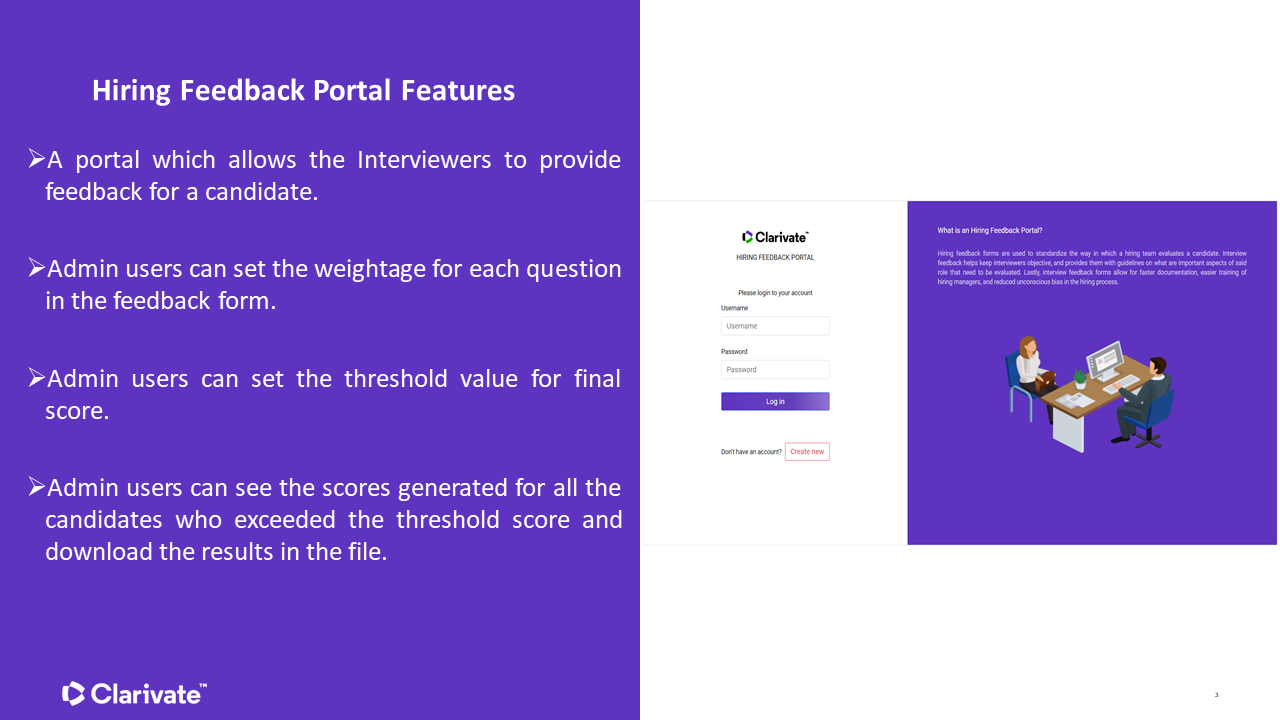 Hiring Feedback Portal Features
➢A portal which allows the Interviewers to provide
feedback for a candidate.
➢Admin users can set the weightage for each question
in the feedback form.
➢Admin users can set the threshold value for final
score.
➢Admin users can see the scores generated for all the
candidates who exceeded the threshold score and
download the results in the file.
Clarivate™
Clarivate™
HIRING FEEDBACK PORTAL
Please login to your account
Username
Username
Password
Password
Log in
Don't have an account? Create new
What is an Hiring Feedback Portal?
Hiring feedback forms are used to standardize the way in which a hiring team evaluates a candidate. Interview
feedback helps keep interviewers objective, and provides them with guidelines on what are important aspects of said
role that need to be evaluated. Lastly, interview feedback forms allow for faster documentation, easier training of
hiring managers, and reduced unconscious bias in the hiring process.
3